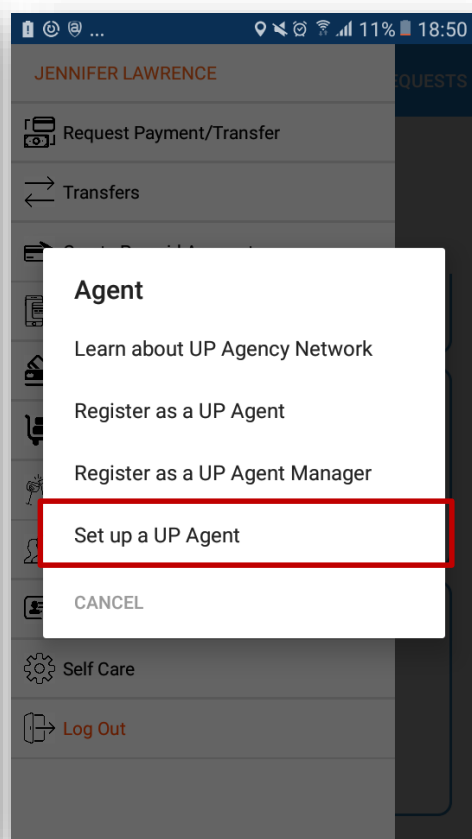 ... 11% 18:50
JENNIFER LAWRENCE
QUESTS
Request Payment/Transfer
Transfers
Agent
Learn about UP Agency Network
Register as a UP Agent
Register as a UP Agent Manager
Set up a UP Agent
CANCEL
Self Care
Log Out